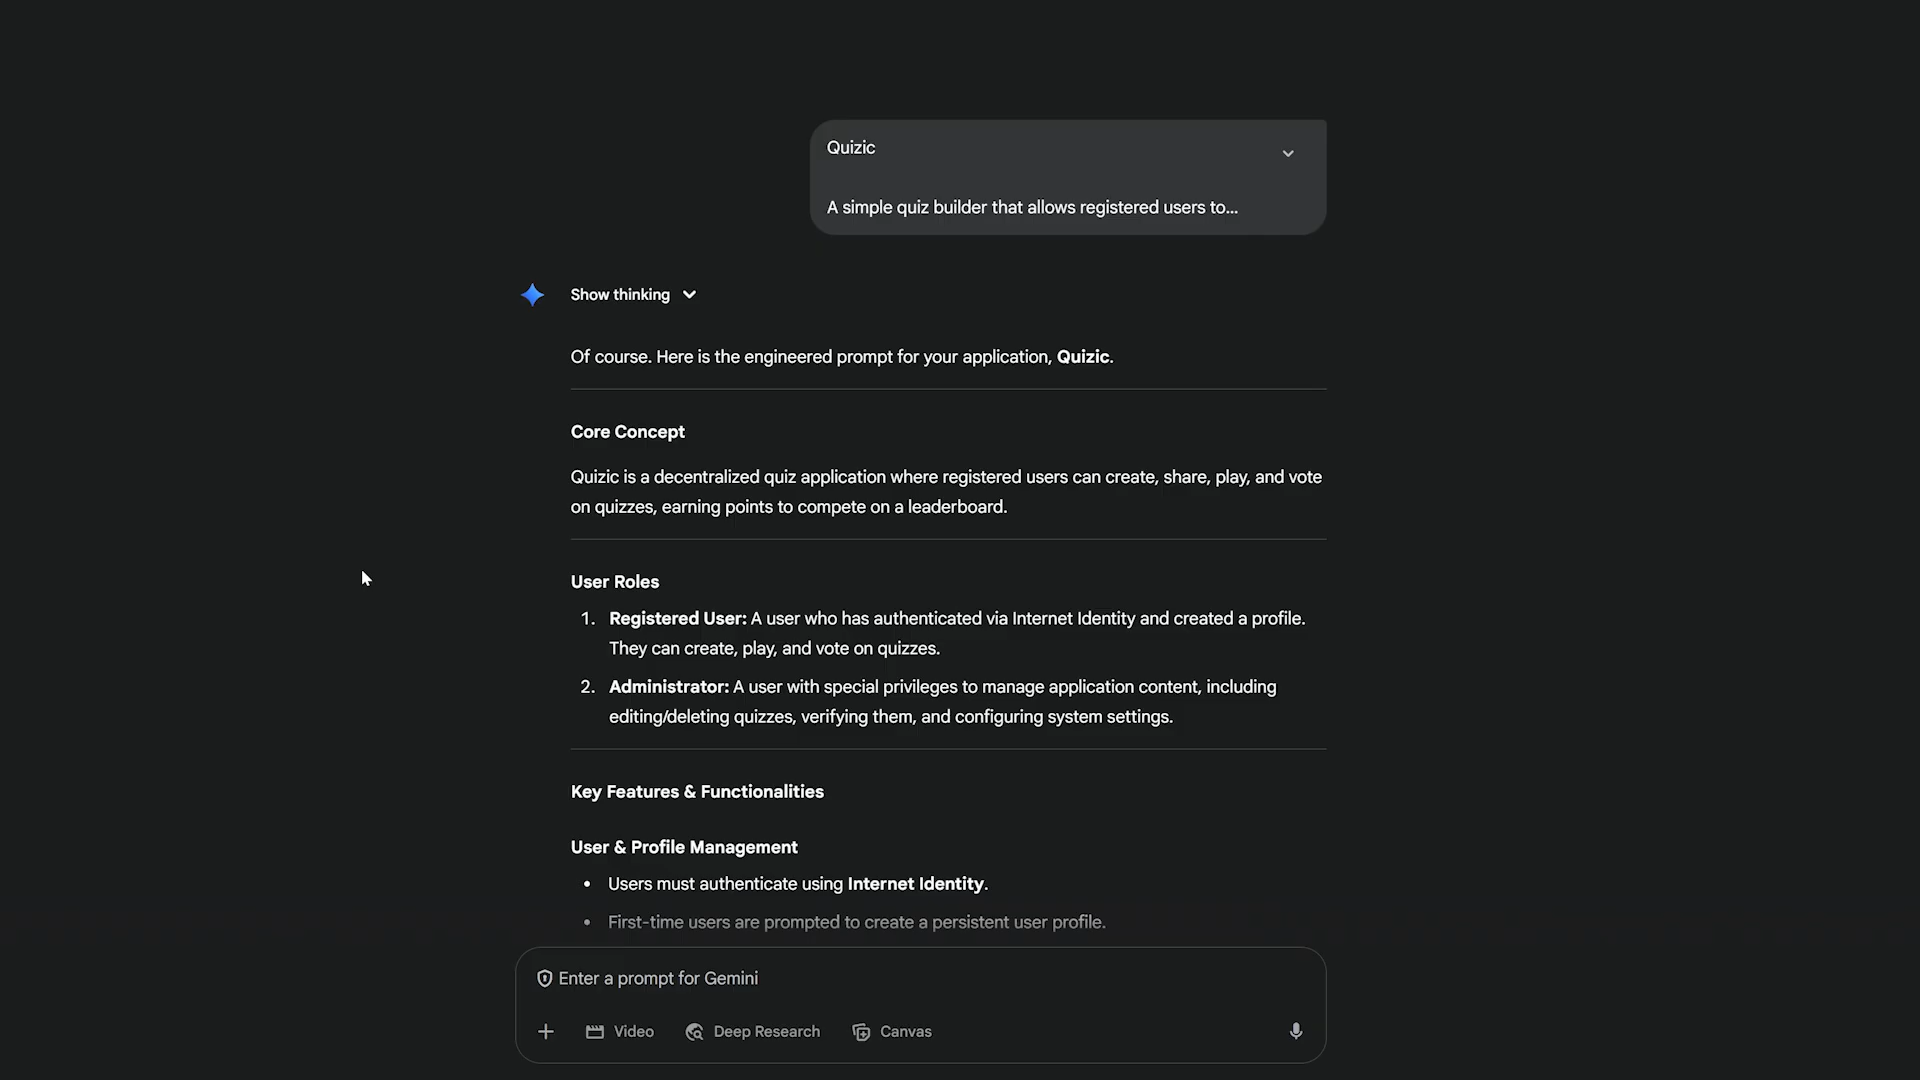 Quizic
A simple quiz builder that allows registered users to...
Show thinking
Of course. Here is the engineered prompt for your application, Quizic.
Core Concept
Quizic is a decentralized quiz application where registered users can create, share, play, and vote
on quizzes, earning points to compete on a leaderboard.
User Roles
1. Registered User: A user who has authenticated via Internet Identity and created a profile.
They can create, play, and vote on quizzes.
2. Administrator: A user with special privileges to manage application content, including
editing/deleting quizzes, verifying them, and configuring system settings.
Key Features & Functionalities
User & Profile Management
• Users must authenticate using Internet Identity.
• First-time users are prompted to create a persistent user profile.
Enter a prompt for Gemini
Video Deep Research Canvas